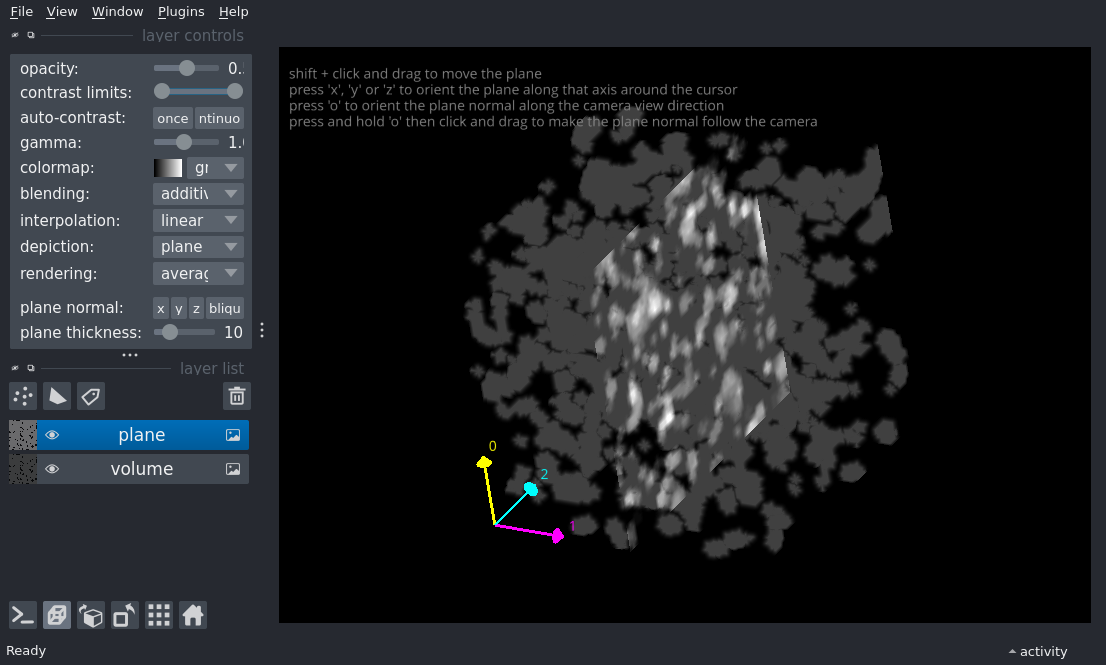 File View Window Plugins Help
layer controls
opacity: 0.
contrast limits:
auto-contrast: once ntinuo
gamma: 1.
colormap: gr
blending: additiv
interpolation: linear
depiction: plane
rendering: averag
plane normal: x y z bliqu
plane thickness: 10
layer list
plane
volume
shift + click and drag to move the plane
press 'x', 'y' or 'z' to orient the plane along that axis around the cursor
press 'o' to orient the plane normal along the camera view direction
press and hold 'o' then click and drag to make the plane normal follow the camera
0
2
1
Ready
activity